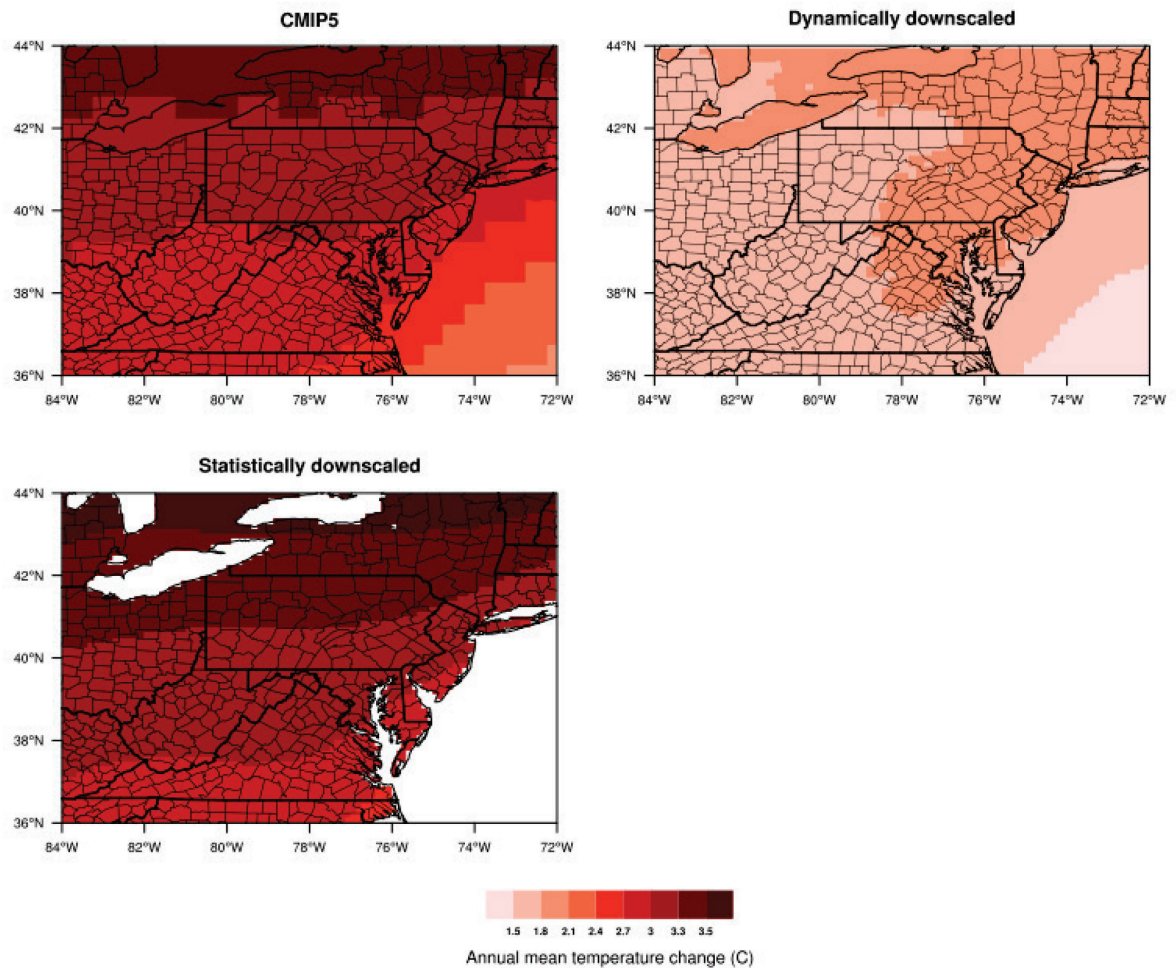 CMIP5
44°N
42°N
40°N
38°N
36°N
84°W 82°W 80°W 78°W 76°W 74°W 72°W
Dynamically downscaled
44°N
42°N
40°N
38°N
36°N
84°W 82°W 80°W 78°W 76°W 74°W 72°W
Statistically downscaled
44°N
42°N
40°N
38°N
36°N
84°W 82°W 80°W 78°W 76°W 74°W 72°W
1.5 1.8 2.1 2.4 2.7 3 3.3 3.5
Annual mean temperature change (C)